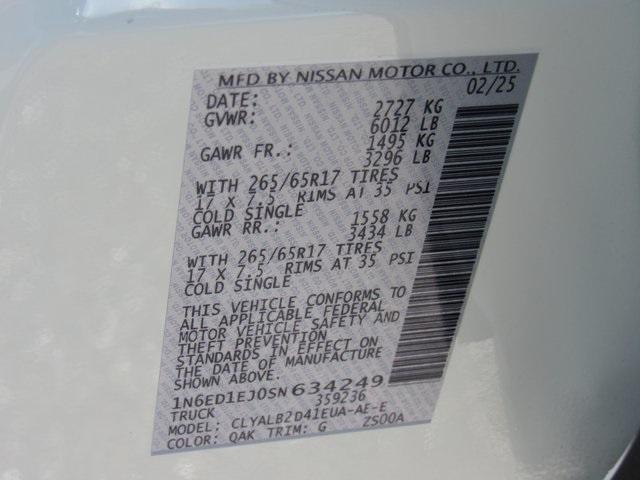 MFD BY NISSAN MOTOR CO., LTD.
DATE: 02/25
GVWR: 2727 KG
6012 LB
GAWR FR.: 1495 KG
3296 LB
WITH 265/65R17 TIRES
17 X 7.5 RIMS AT 35 PSI
COLD SINGLE
GAWR RR.: 1558 KG
3434 LB
WITH 265/65R17 TIRES
17 X 7.5 RIMS AT 35 PSI
COLD SINGLE
THIS VEHICLE CONFORMS TO
ALL APPLICABLE FEDERAL
MOTOR VEHICLE SAFETY AND
THEFT PREVENTION
STANDARDS IN EFFECT ON
THE DATE OF MANUFACTURE
1N6ED1EJ0SN634249
TRUCK 359236
MODEL: CLYALB2D41EUA-AE-E
COLOR: QAK TRIM: G ZS00A